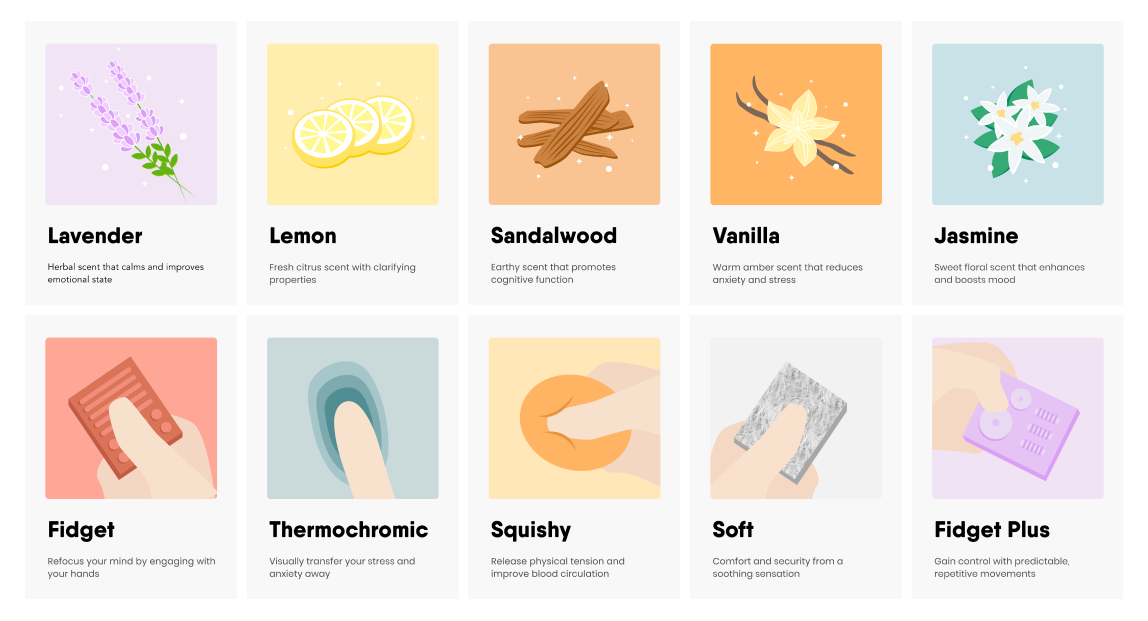 Lavender
Herbal scent that calms and improves
emotional state
Lemon
Fresh citrus scent with clarifying
properties
Sandalwood
Earthy scent that promotes
cognitive function
Vanilla
Warm amber scent that reduces
anxiety and stress
Jasmine
Sweet floral scent that enhances
and boosts mood
Fidget
Refocus your mind by engaging with
your hands
Thermochromic
Visually transfer your stress and
anxiety away
Squishy
Release physical tension and
improve blood circulation
Soft
Comfort and security from a
soothing sensation
Fidget Plus
Gain control with predictable,
repetitive movements